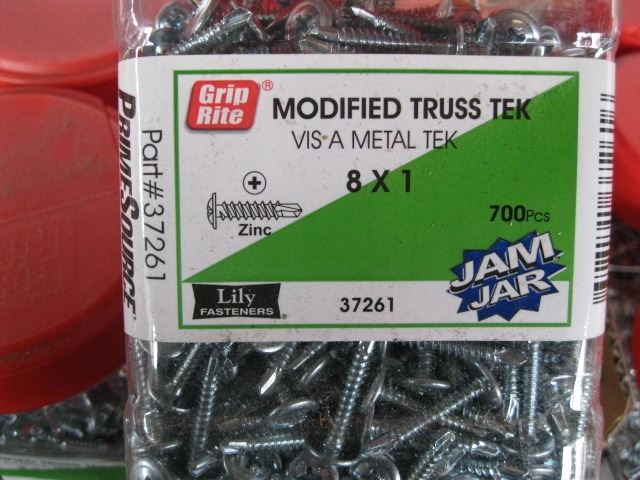 PRIMESOURCE®
Part#37261
Grip
Rite®
MODIFIED TRUSS TEK
VIS A METAL TEK
8 X 1
700Pcs
Zinc
JAM
JAR
Lily
FASTENERS®
37261